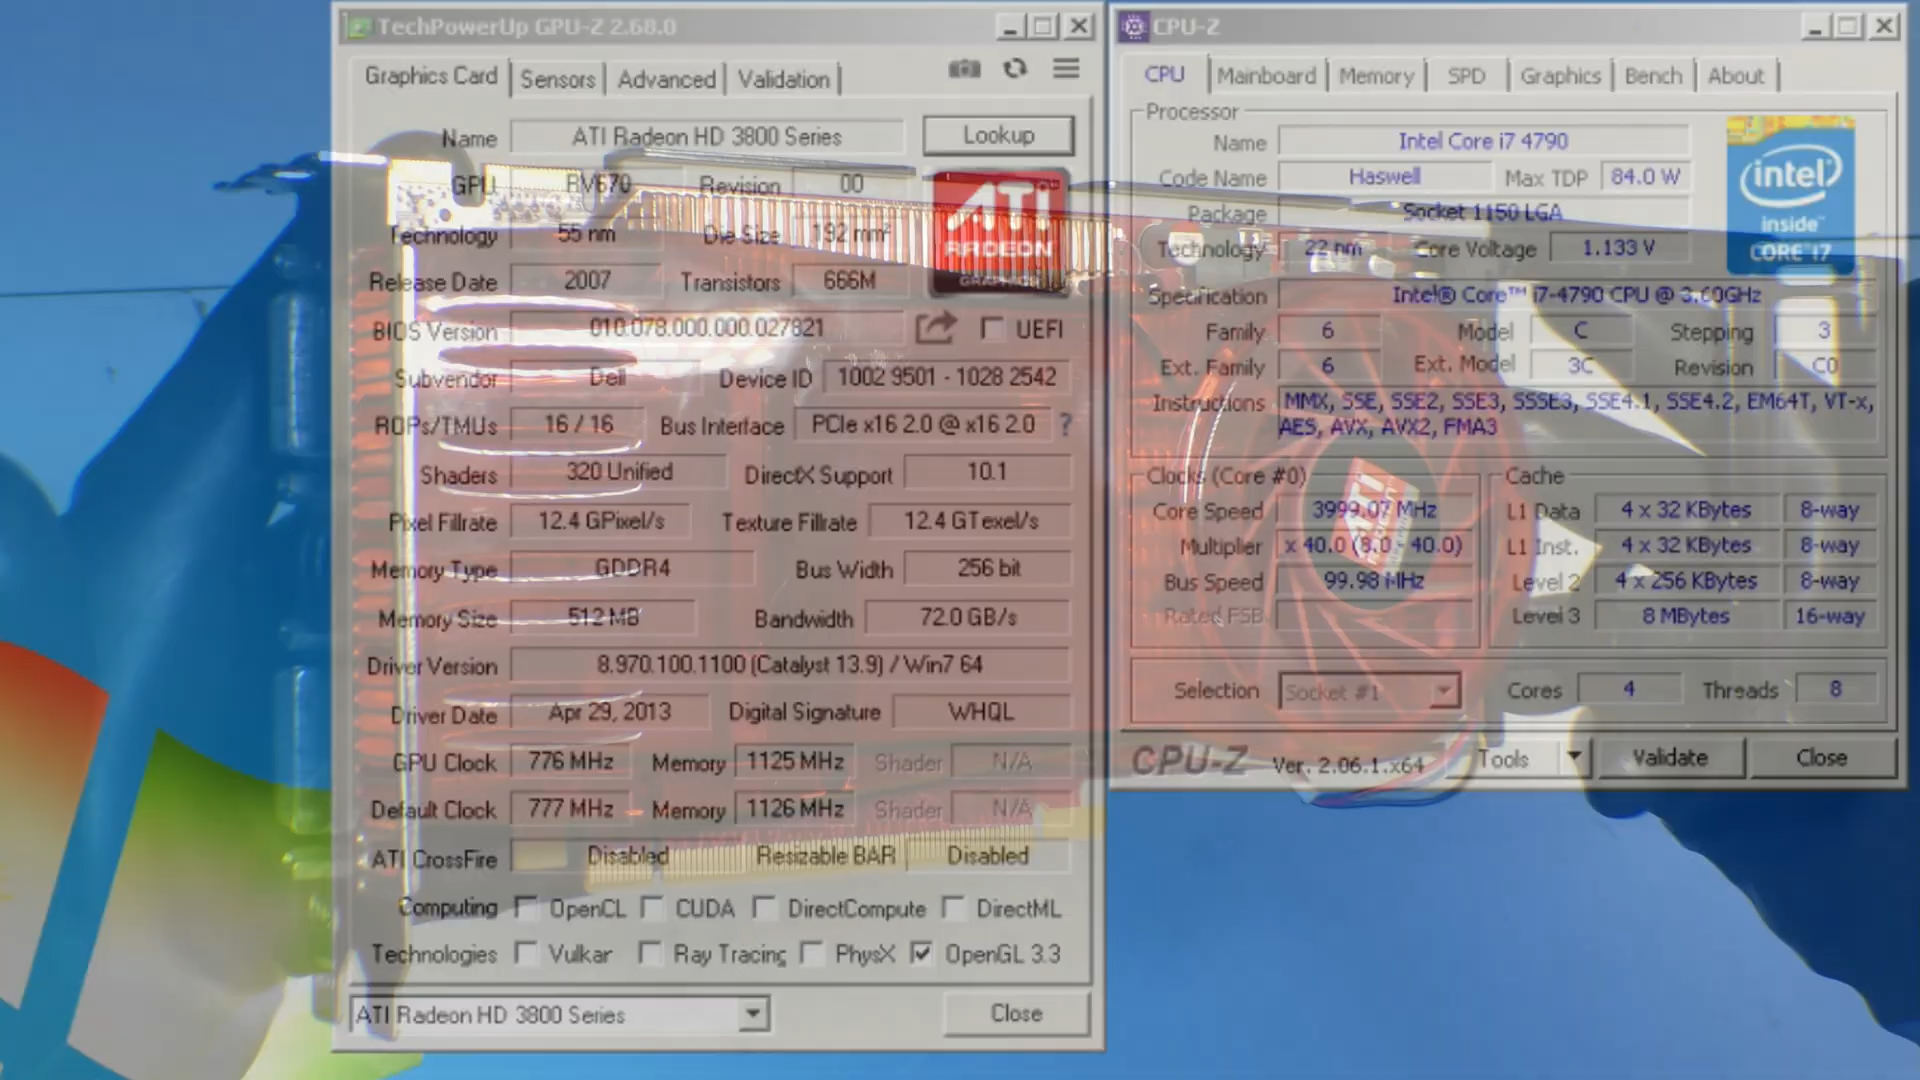 TechPowerUp GPU-Z 2.68.0
Graphics Card Sensors Advanced Validation
Name ATI Radeon HD 3800 Series Lookup
GPU RV670 Revision 00
Technology 55 nm Die Size 192 mm²
ATI
RADEON
GRAPHICS
Release Date 2007 Transistors 666M
BIOS Version 010.078.000.000.027821 UEFI
Subvendor Dell Device ID 1002 9501 - 1028 2542
ROPs/TMUs 16 / 16 Bus Interface PCIe x16 2.0 @ x16 2.0 ?
Shaders 320 Unified DirectX Support 10.1
Pixel Fillrate 12.4 GPixel/s Texture Fillrate 12.4 GTexel/s
Memory Type GDDR4 Bus Width 256 bit
Memory Size 512 MB Bandwidth 72.0 GB/s
Driver Version 8.970.100.1100 (Catalyst 13.9) / Win7 64
Driver Date Apr 29, 2013 Digital Signature WHQL
GPU Clock 776 MHz Memory 1125 MHz Shader N/A
Default Clock 777 MHz Memory 1126 MHz Shader N/A
ATI CrossFire Disabled Resizable BAR Disabled
Computing OpenCL CUDA DirectCompute DirectML
Technologies Vulkan Ray Tracing PhysX OpenGL 3.3
ATI Radeon HD 3800 Series Close
CPU-Z
CPU Mainboard Memory SPD Graphics Bench About
Processor
Name Intel Core i7 4790
Code Name Haswell Max TDP 84.0 W
Package Socket 1150 LGA
Technology 22 nm Core Voltage 1.133 V
intel
inside™
CORE i7
Specification Intel® Core™ i7-4790 CPU @ 3.60GHz
Family 6 Model C Stepping 3
Ext. Family 6 Ext. Model 3C Revision C0
Instructions MMX, SSE, SSE2, SSE3, SSSE3, SSE4.1, SSE4.2, EM64T, VT-x,
AES, AVX, AVX2, FMA3
Clocks (Core #0) Cache
Core Speed 3999.07 MHz L1 Data 4 x 32 KBytes 8-way
Multiplier x 40.0 (8.0 - 40.0) L1 Inst. 4 x 32 KBytes 8-way
Bus Speed 99.98 MHz Level 2 4 x 256 KBytes 8-way
Rated FSB Level 3 8 MBytes 16-way
ATI
Selection Socket #1 Cores 4 Threads 8
CPU-Z Ver. 2.06.1.x64 Tools Validate Close